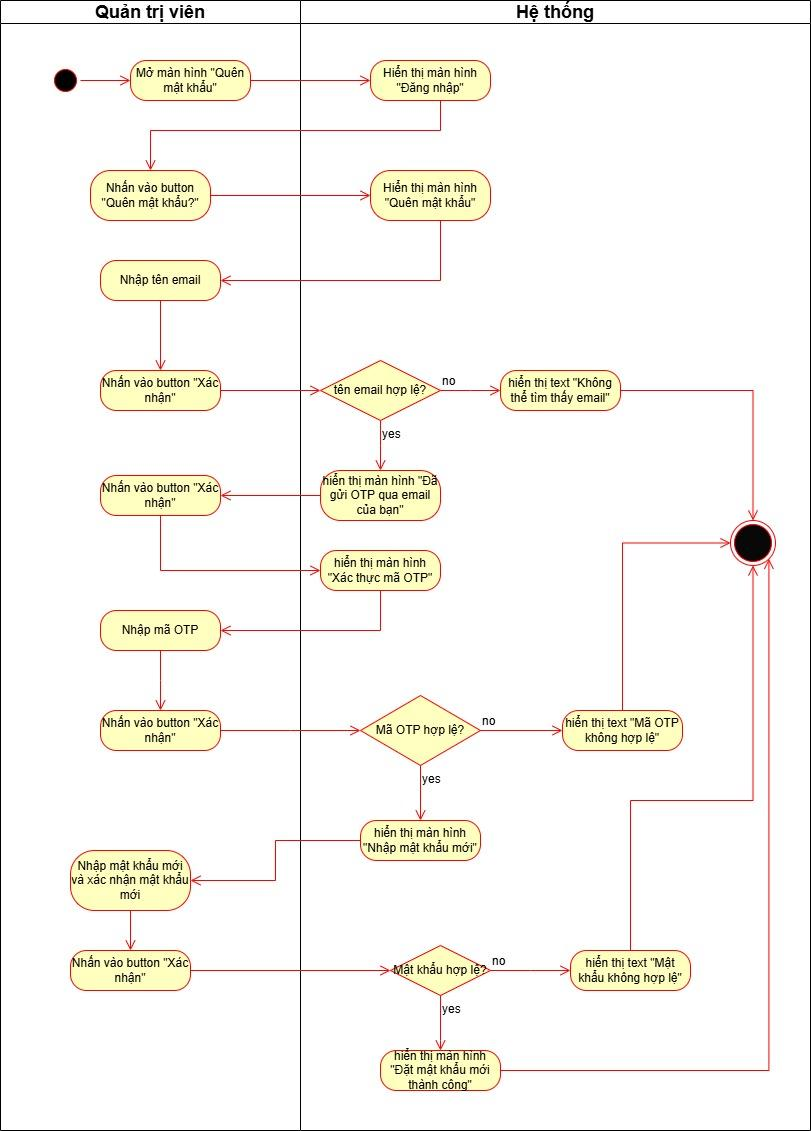 Quản trị viên
Hệ thống
Mở màn hình "Quên
mật khẩu"
Hiển thị màn hình
"Đăng nhập"
Nhấn vào button
"Quên mật khẩu?"
Hiển thị màn hình
"Quên mật khẩu"
Nhập tên email
Nhấn vào button "Xác
nhận"
tên email hợp lệ?
no
hiển thị text "Không
thể tìm thấy email"
yes
Nhấn vào button "Xác
nhận"
hiển thị màn hình "Đã
gửi OTP qua email
của bạn"
hiển thị màn hình
"Xác thực mã OTP"
Nhập mã OTP
Nhấn vào button "Xác
nhận"
Mã OTP hợp lệ?
no
hiển thị text "Mã OTP
không hợp lệ"
yes
hiển thị màn hình
"Nhập mật khẩu mới"
Nhập mật khẩu mới
và xác nhận mật khẩu
mới
Nhấn vào button "Xác
nhận"
Mật khẩu hợp lệ?
no
hiển thị text "Mật
khẩu không hợp lệ"
yes
hiển thị màn hình
"Đặt mật khẩu mới
thành công"